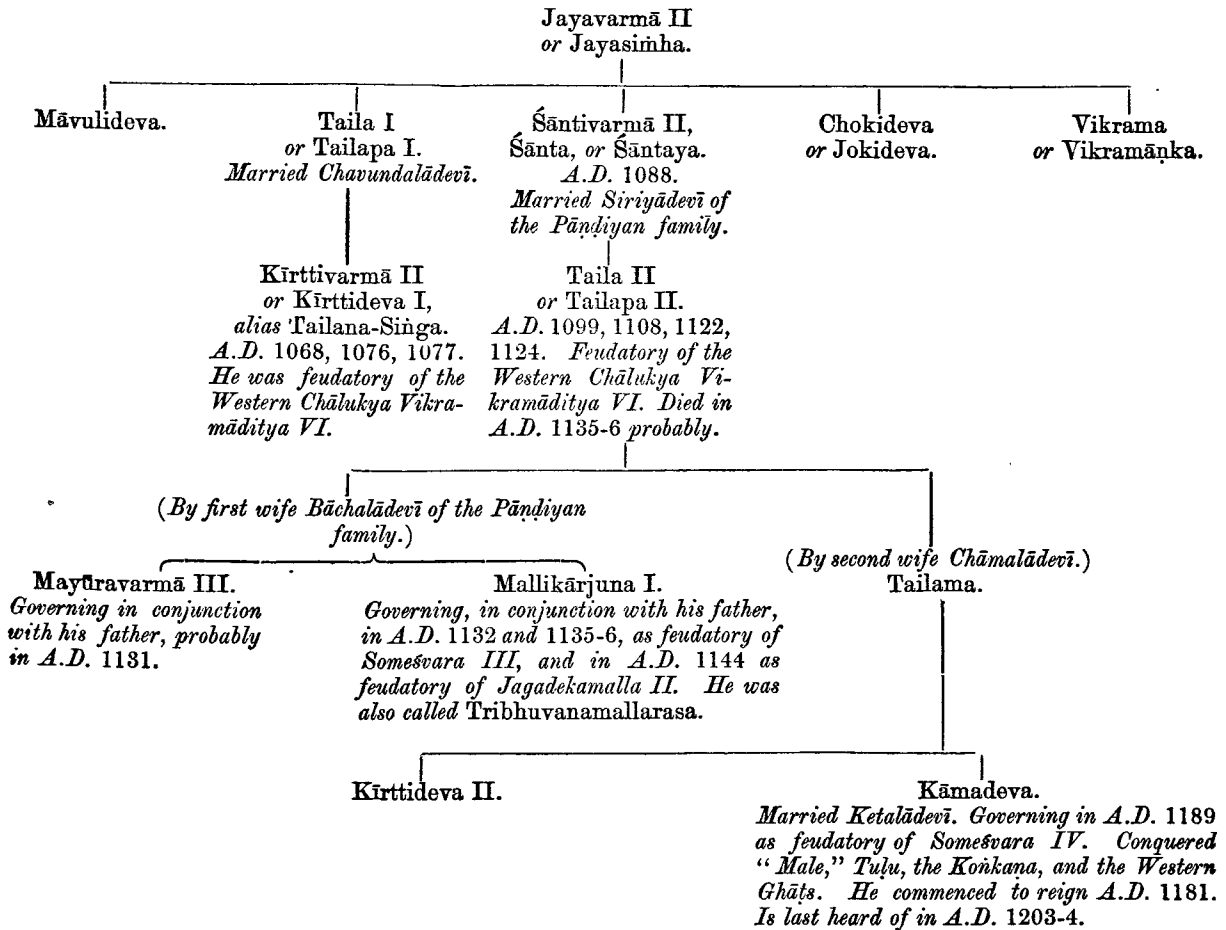 Jayavarmā II
or Jayasiṁha.
Māvulideva.
Taila I
or Tailapa I.
Married Chavundalādevī.
Śāntivarmā II,
Śānta, or Śāntaya.
A.D. 1088.
Married Siriyādevī of
the Pāṇḍiyan family.
Chokideva
or Jokideva.
Vikrama
or Vikramāṇka.
Kīrttivarmā II
or Kīrttideva I,
alias Tailana-Siṅga.
A.D. 1068, 1076, 1077.
He was feudatory of the
Western Chālukya Vikra-
māditya VI.
Taila II
or Tailapa II.
A.D. 1099, 1108, 1122,
1124. Feudatory of the
Western Chālukya Vi-
kramāditya VI. Died in
A.D. 1135-6 probably.
(By first wife Bāchalādevī of the Pāṇḍiyan
family.)
(By second wife Chāmalādevī.)
Tailama.
Mayūravarmā III.
Governing in conjunction
with his father, probably
in A.D. 1131.
Mallikārjuna I.
Governing, in conjunction with his father,
in A.D. 1132 and 1135-6, as feudatory of
Someśvara III, and in A.D. 1144 as
feudatory of Jagadekamalla II. He was
also called Tribhuvanamallarasa.
Kīrttideva II.
Kāmadeva.
Married Ketalādevī. Governing in A.D. 1189
as feudatory of Someśvara IV. Conquered
“Male,” Tuḷu, the Koṅkaṇa, and the Western
Ghāṭs. He commenced to reign A.D. 1181.
Is last heard of in A.D. 1203-4.